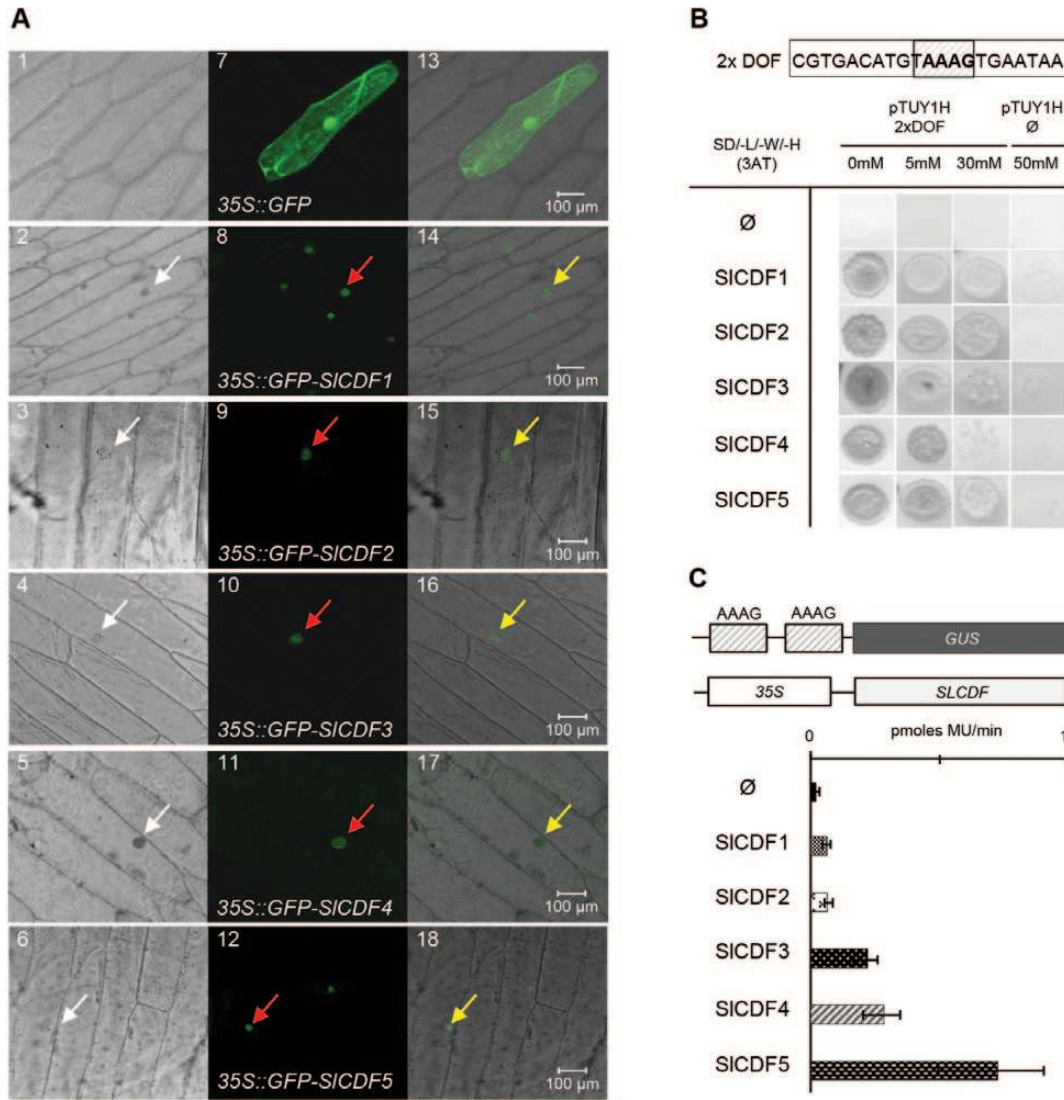 A
1
7
13
35S::GFP
100 µm
2
8
14
35S::GFP-SlCDF1
100 µm
3
9
15
35S::GFP-SlCDF2
100 µm
4
10
16
35S::GFP-SlCDF3
100 µm
5
11
17
35S::GFP-SlCDF4
100 µm
6
12
18
35S::GFP-SlCDF5
100 µm
B
2x DOF CGTGACATGTAAAGTGAATAA
pTUY1H pTUY1H
2xDOF Ø
SD/-L/-W/-H
(3AT)
0mM 5mM 30mM 50mM
Ø
SlCDF1
SlCDF2
SlCDF3
SlCDF4
SlCDF5
C
AAAG AAAG
GUS
35S SLCDF
0 pmoles MU/min 1
Ø
SlCDF1
SlCDF2
SlCDF3
SlCDF4
SlCDF5